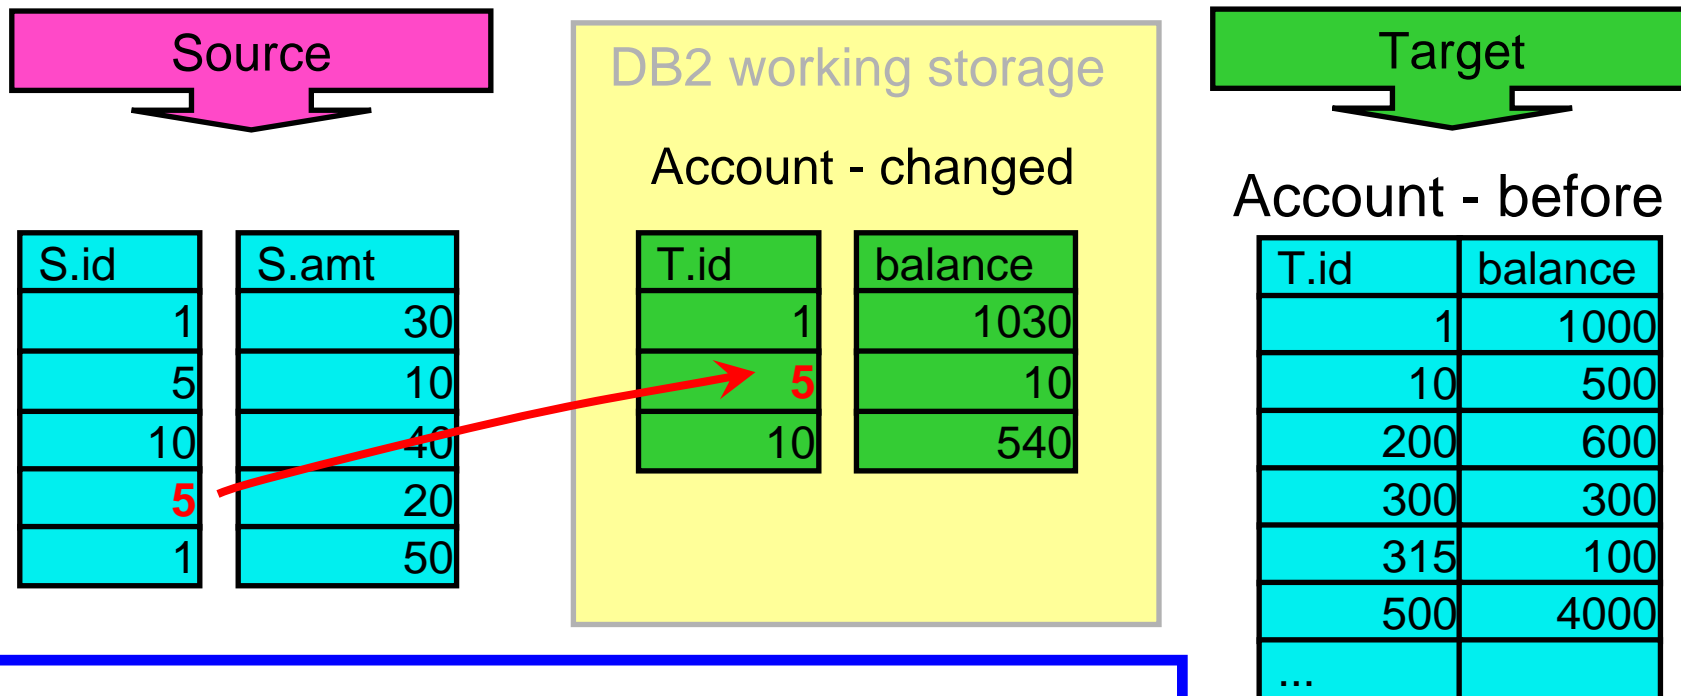 Source
S.id S.amt
1 30
5 10
10 40
5 20
1 50
DB2 working storage
Account - changed
T.id balance
1 1030
5 10
10 540
Target
Account - before
T.id balance
1 1000
10 500
200 600
300 300
315 100
500 4000
...